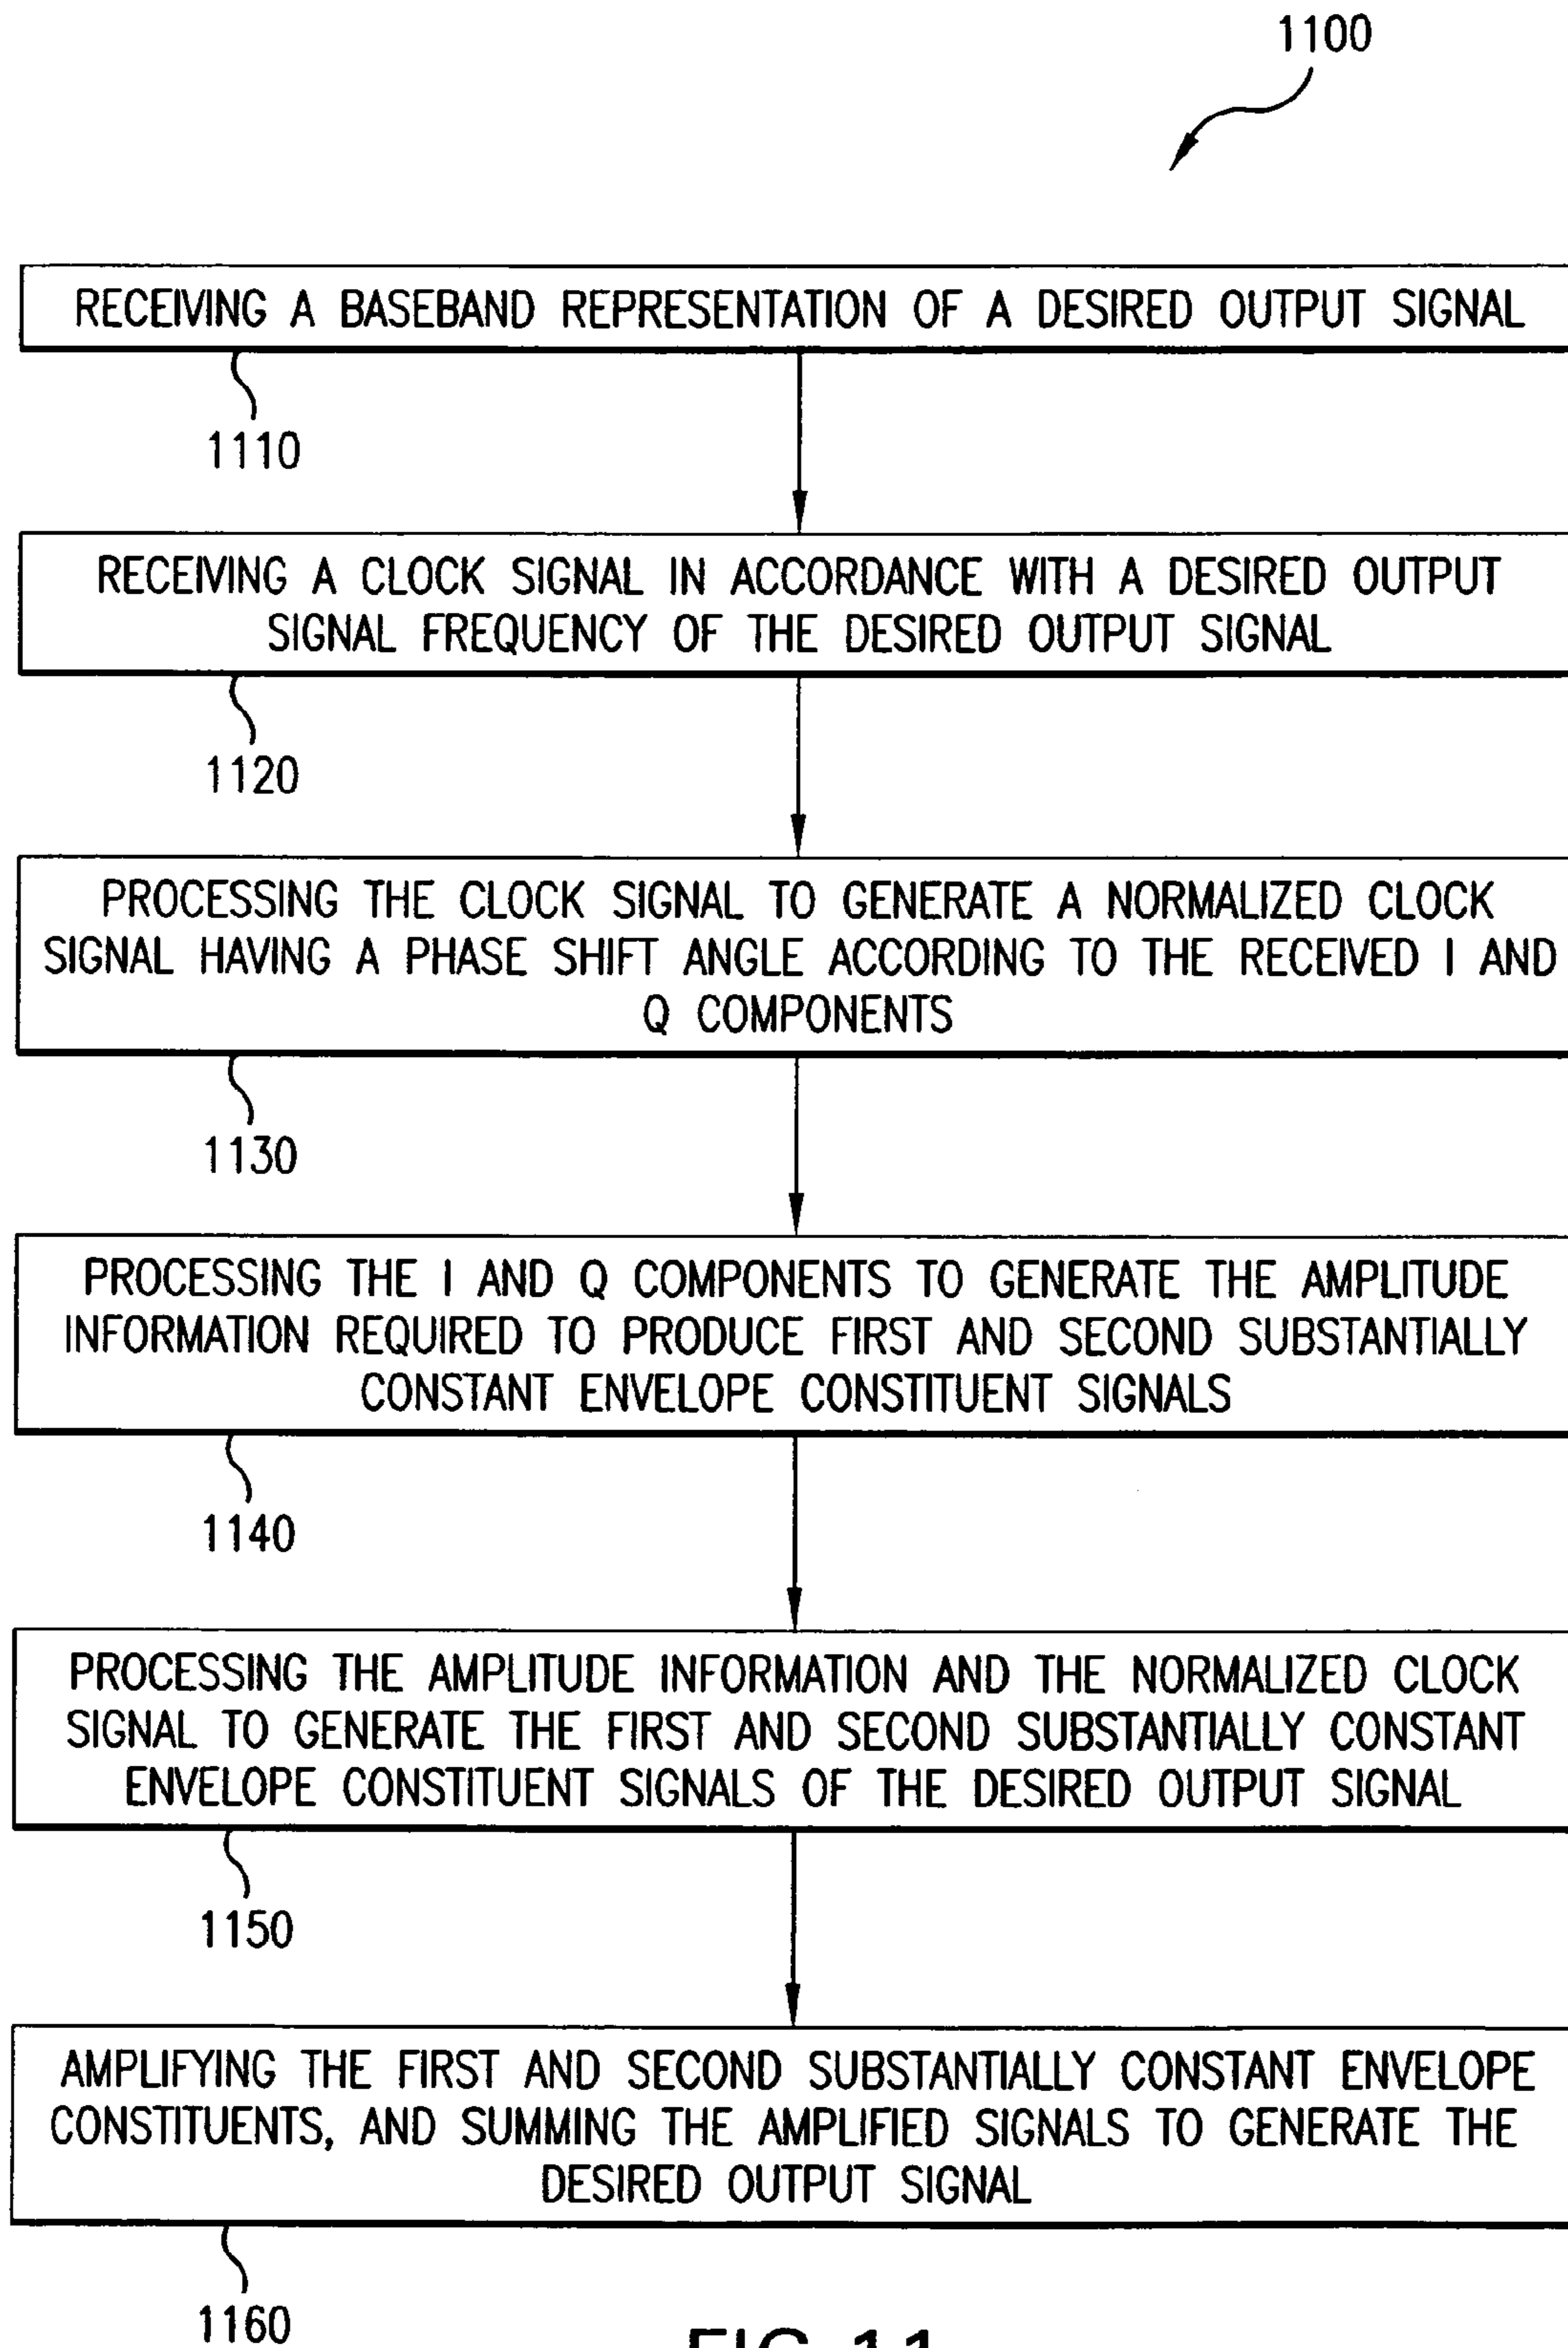 1100
RECEIVING A BASEBAND REPRESENTATION OF A DESIRED OUTPUT SIGNAL
1110
RECEIVING A CLOCK SIGNAL IN ACCORDANCE WITH A DESIRED OUTPUT
SIGNAL FREQUENCY OF THE DESIRED OUTPUT SIGNAL
1120
PROCESSING THE CLOCK SIGNAL TO GENERATE A NORMALIZED CLOCK
SIGNAL HAVING A PHASE SHIFT ANGLE ACCORDING TO THE RECEIVED I AND
Q COMPONENTS
1130
PROCESSING THE I AND Q COMPONENTS TO GENERATE THE AMPLITUDE
INFORMATION REQUIRED TO PRODUCE FIRST AND SECOND SUBSTANTIALLY
CONSTANT ENVELOPE CONSTITUENT SIGNALS
1140
PROCESSING THE AMPLITUDE INFORMATION AND THE NORMALIZED CLOCK
SIGNAL TO GENERATE THE FIRST AND SECOND SUBSTANTIALLY CONSTANT
ENVELOPE CONSTITUENT SIGNALS OF THE DESIRED OUTPUT SIGNAL
1150
AMPLIFYING THE FIRST AND SECOND SUBSTANTIALLY CONSTANT ENVELOPE
CONSTITUENTS, AND SUMMING THE AMPLIFIED SIGNALS TO GENERATE THE
DESIRED OUTPUT SIGNAL
1160
FIG. 11